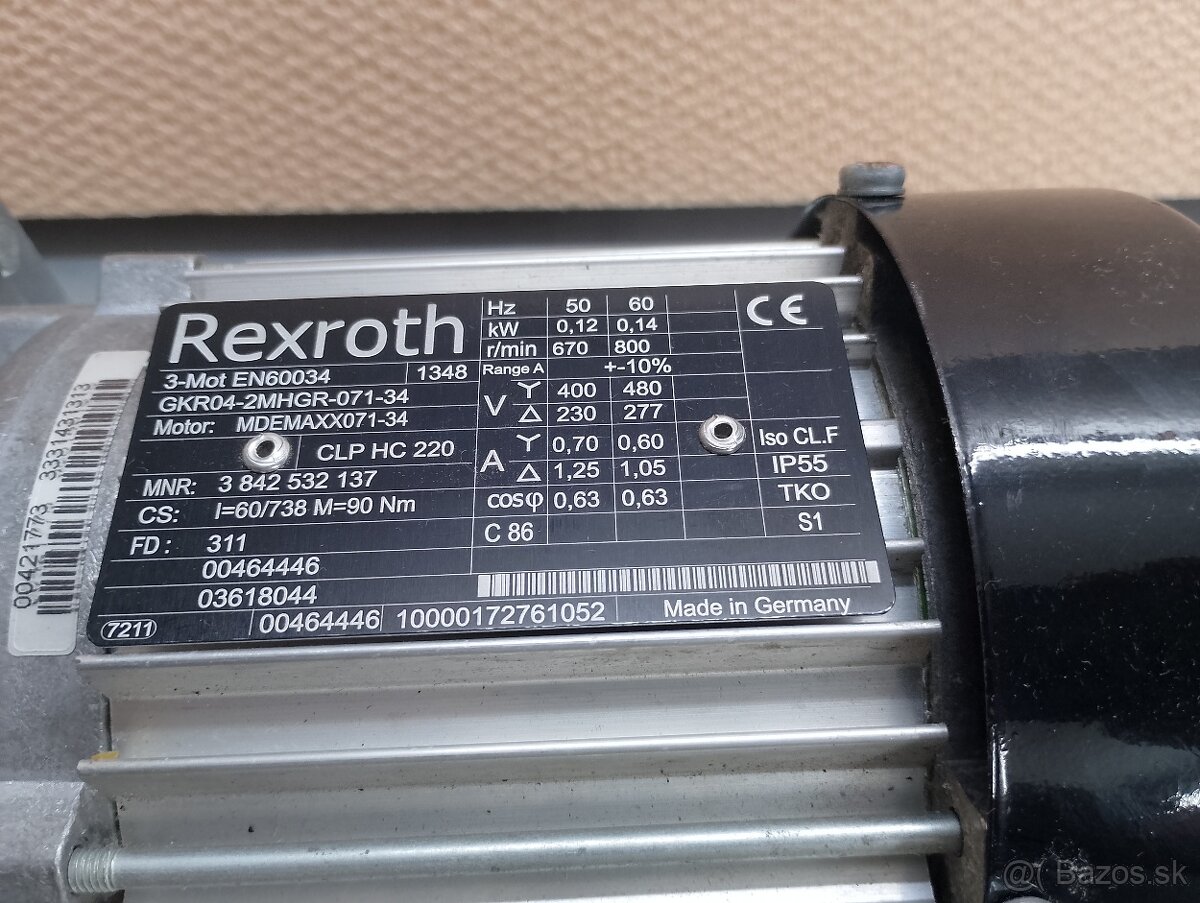 Rexroth
3-Mot EN60034 1348
GKR04-2MHGR-071-34
Motor: MDEMAXX071-34
CLP HC 220
MNR: 3 842 532 137
CS: I=60/738 M=90 Nm
FD: 311
00464446
03618044
7211 00464446 10000172761052 Made in Germany
Hz 50 60
kW 0,12 0,14
r/min 670 800
Range A +-10%
V Y 400 480
Δ 230 277
A Y 0,70 0,60
Δ 1,25 1,05
cosφ 0,63 0,63
C 86
CE
Iso CL.F
IP55
TKO
S1
00421773 3331431313
Bazos.sk